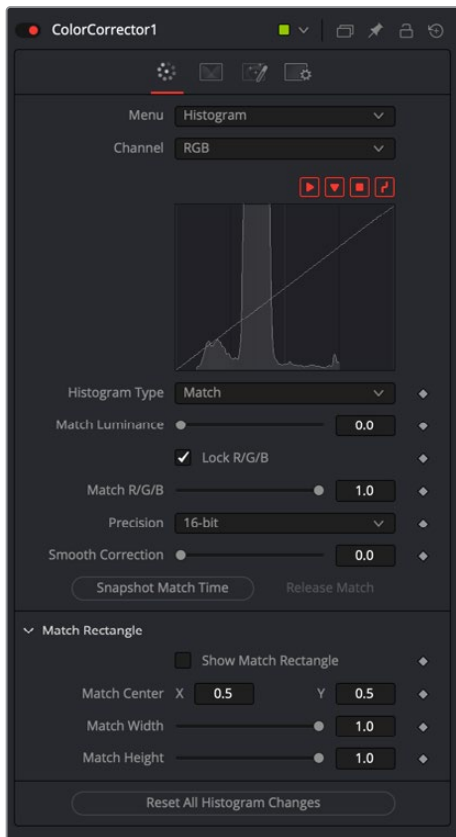 ColorCorrector1
Menu Histogram
Channel RGB
Histogram Type Match
Match Luminance 0.0
Lock R/G/B
Match R/G/B 1.0
Precision 16-bit
Smooth Correction 0.0
Snapshot Match Time Release Match
Match Rectangle
Show Match Rectangle
Match Center X 0.5 Y 0.5
Match Width 1.0
Match Height 1.0
Reset All Histogram Changes